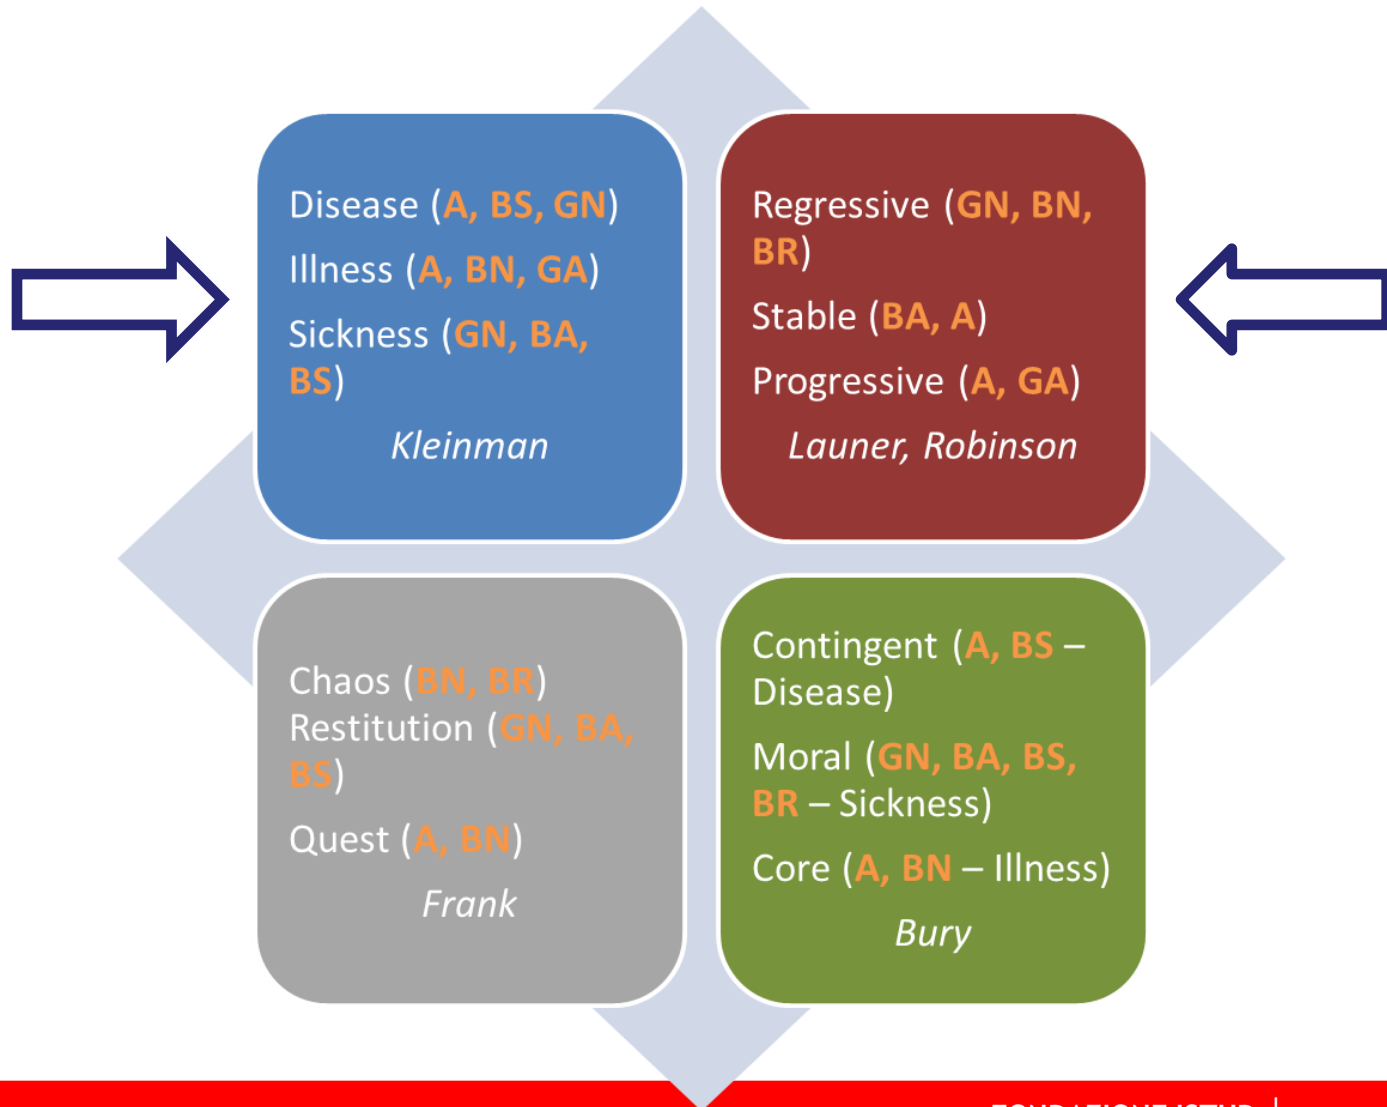 Disease (A, BS, GN)
Illness (A, BN, GA)
Sickness (GN, BA,
BS)
Kleinman
Regressive (GN, BN,
BR)
Stable (BA, A)
Progressive (A, GA)
Launer, Robinson
Chaos (BN, BR)
Restitution (GN, BA,
BS)
Quest (A, BN)
Frank
Contingent (A, BS –
Disease)
Moral (GN, BA, BS,
BR – Sickness)
Core (A, BN – Illness)
Bury